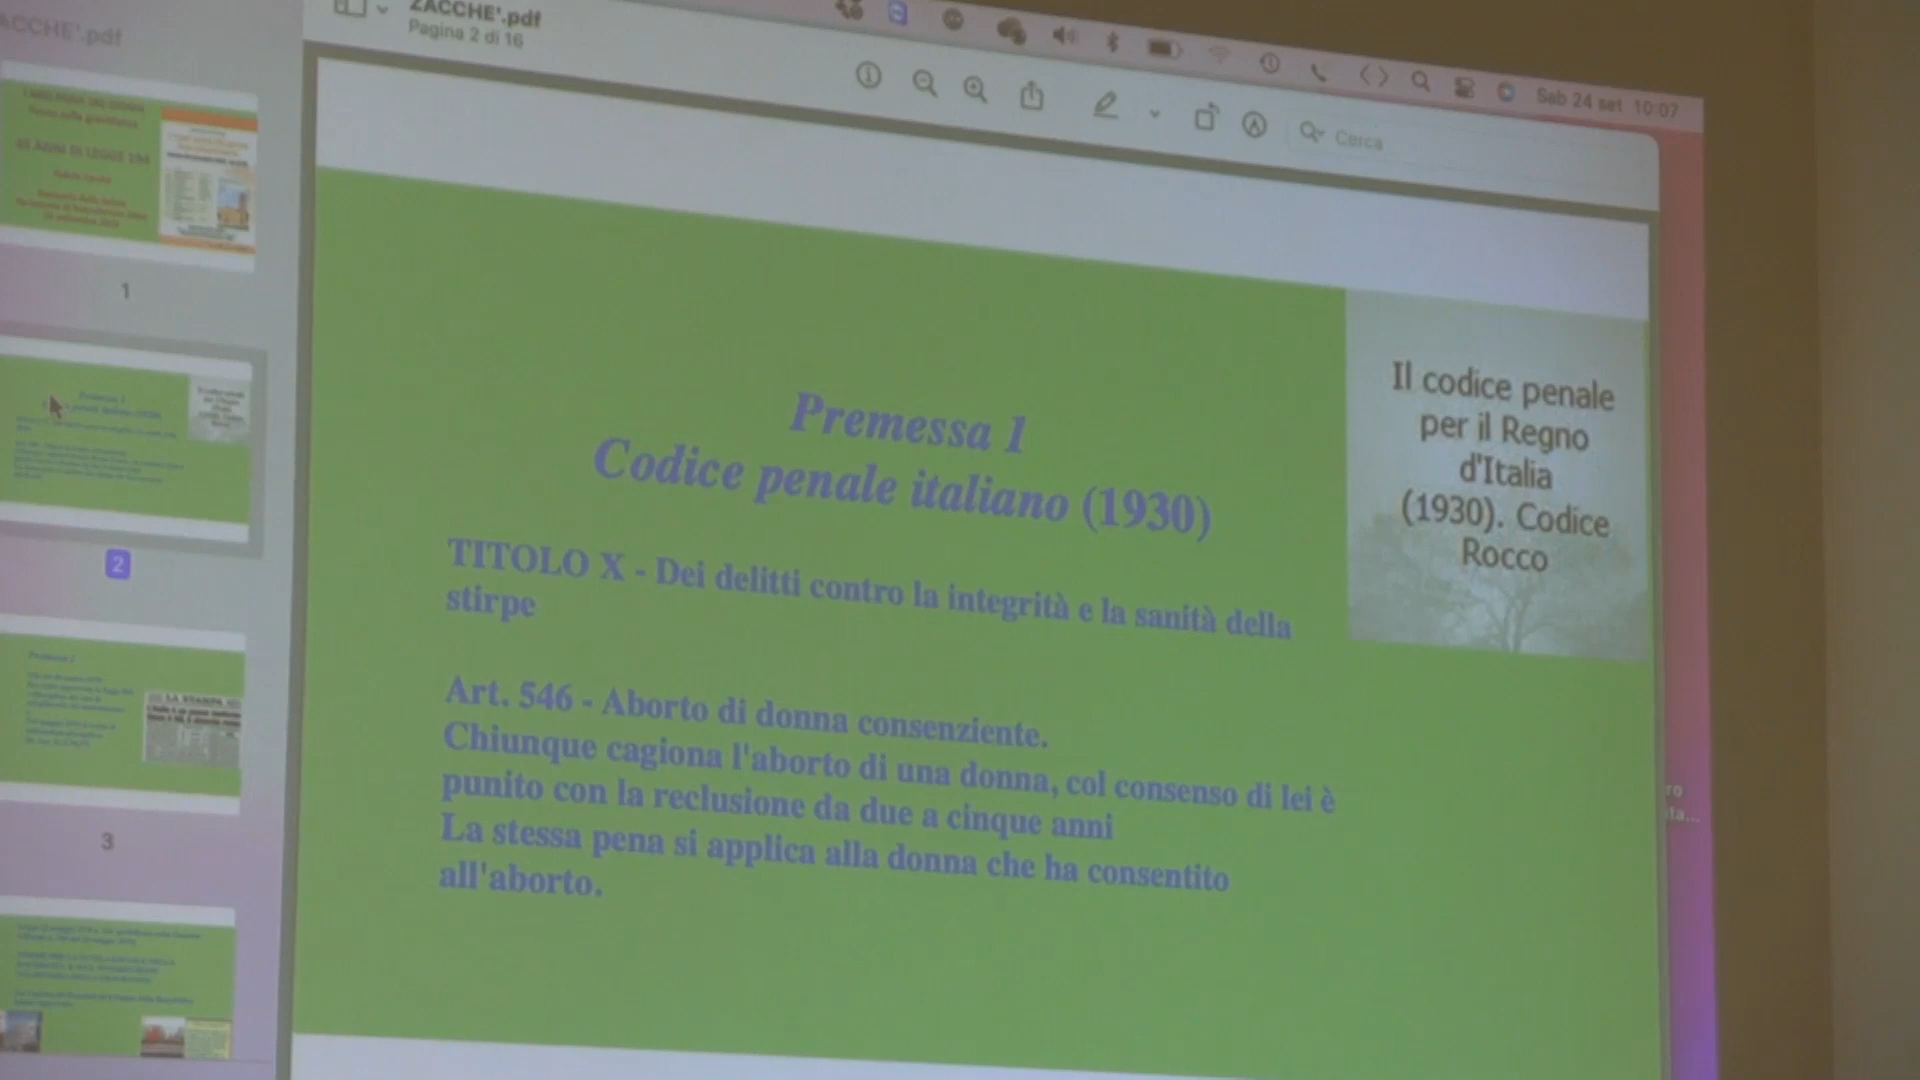 ZACCHE'.pdf
Pagina 2 di 16
Sab 24 set 10:07
Cerca
ACCHE'.pdf
1
2
3
LA STAMPA
Premessa 1
Codice penale italiano (1930)
TITOLO X - Dei delitti contro la integrità e la sanità della
stirpe
Art. 546 - Aborto di donna consenziente.
Chiunque cagiona l'aborto di una donna, col consenso di lei è
punito con la reclusione da due a cinque anni
La stessa pena si applica alla donna che ha consentito
all'aborto.
Il codice penale
per il Regno
d'Italia
(1930). Codice
Rocco